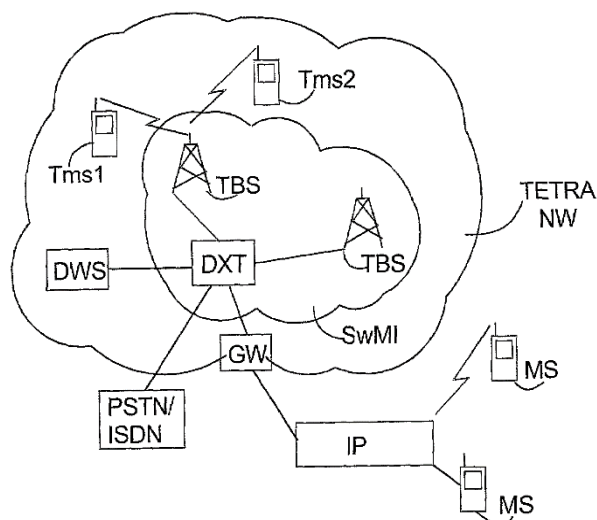 Tms2
Tms1
TBS
TETRA
NW
TBS
DWS
DXT
SwMI
GW
MS
PSTN/
ISDN
IP
MS